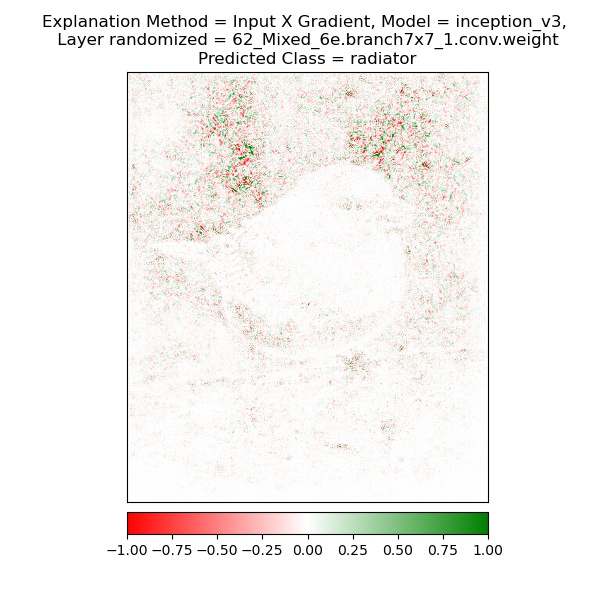 Explanation Method = Input X Gradient, Model = inception_v3,
Layer randomized = 62_Mixed_6e.branch7x7_1.conv.weight
Predicted Class = radiator
−1.00 −0.75 −0.50 −0.25 0.00 0.25 0.50 0.75 1.00